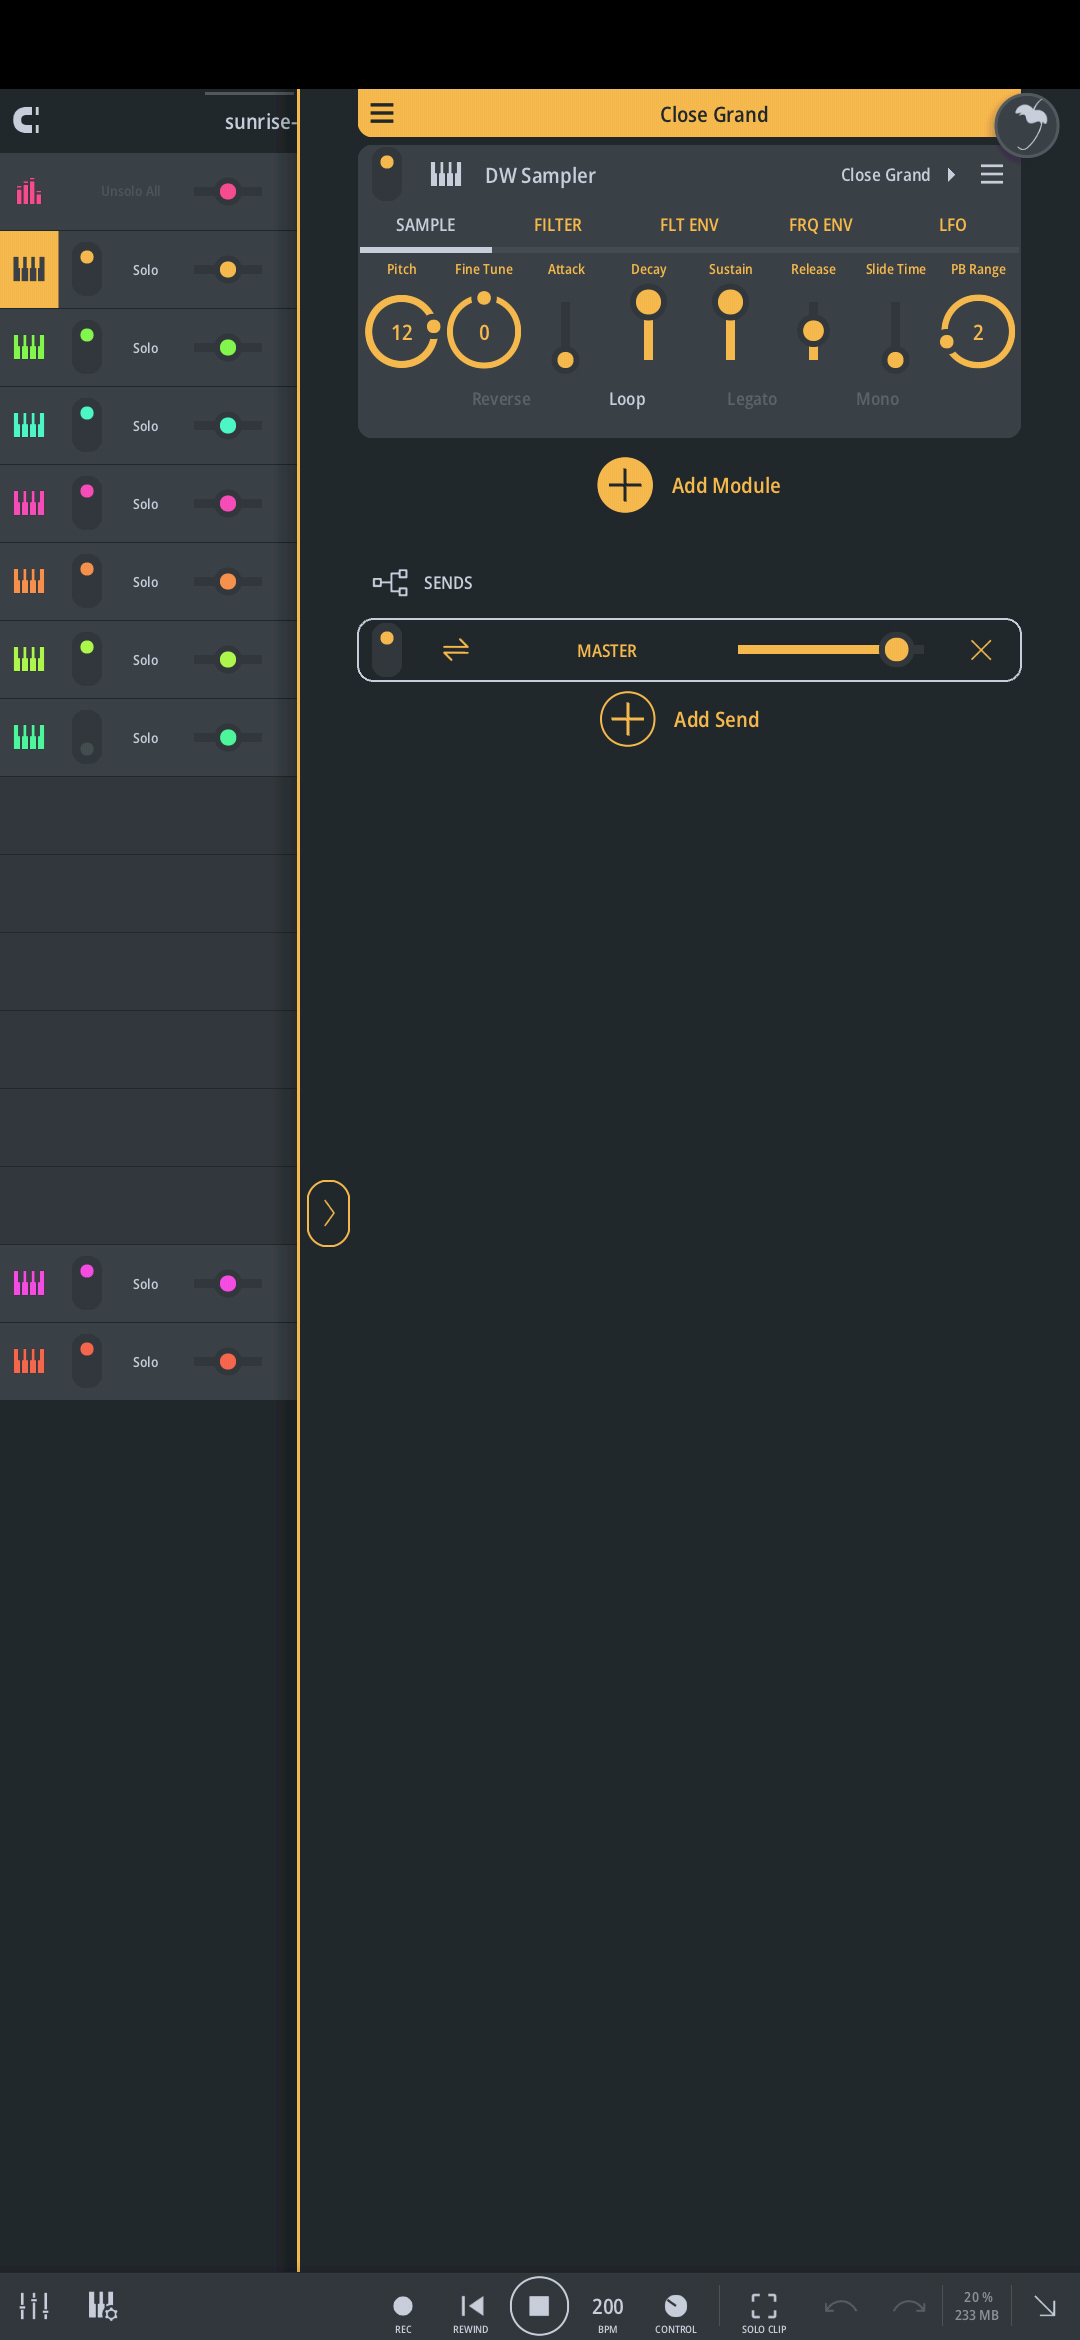 sunrise-
Unsolo All
Solo
Solo
Solo
Solo
Solo
Solo
Solo
Solo
Solo
Close Grand
DW Sampler
Close Grand
SAMPLE FILTER FLT ENV FRQ ENV LFO
Pitch Fine Tune Attack Decay Sustain Release Slide Time PB Range
12 0 2
Reverse Loop Legato Mono
Add Module
SENDS
MASTER
Add Send
200
20 %
233 MB
REC REWIND BPM CONTROL SOLO CLIP